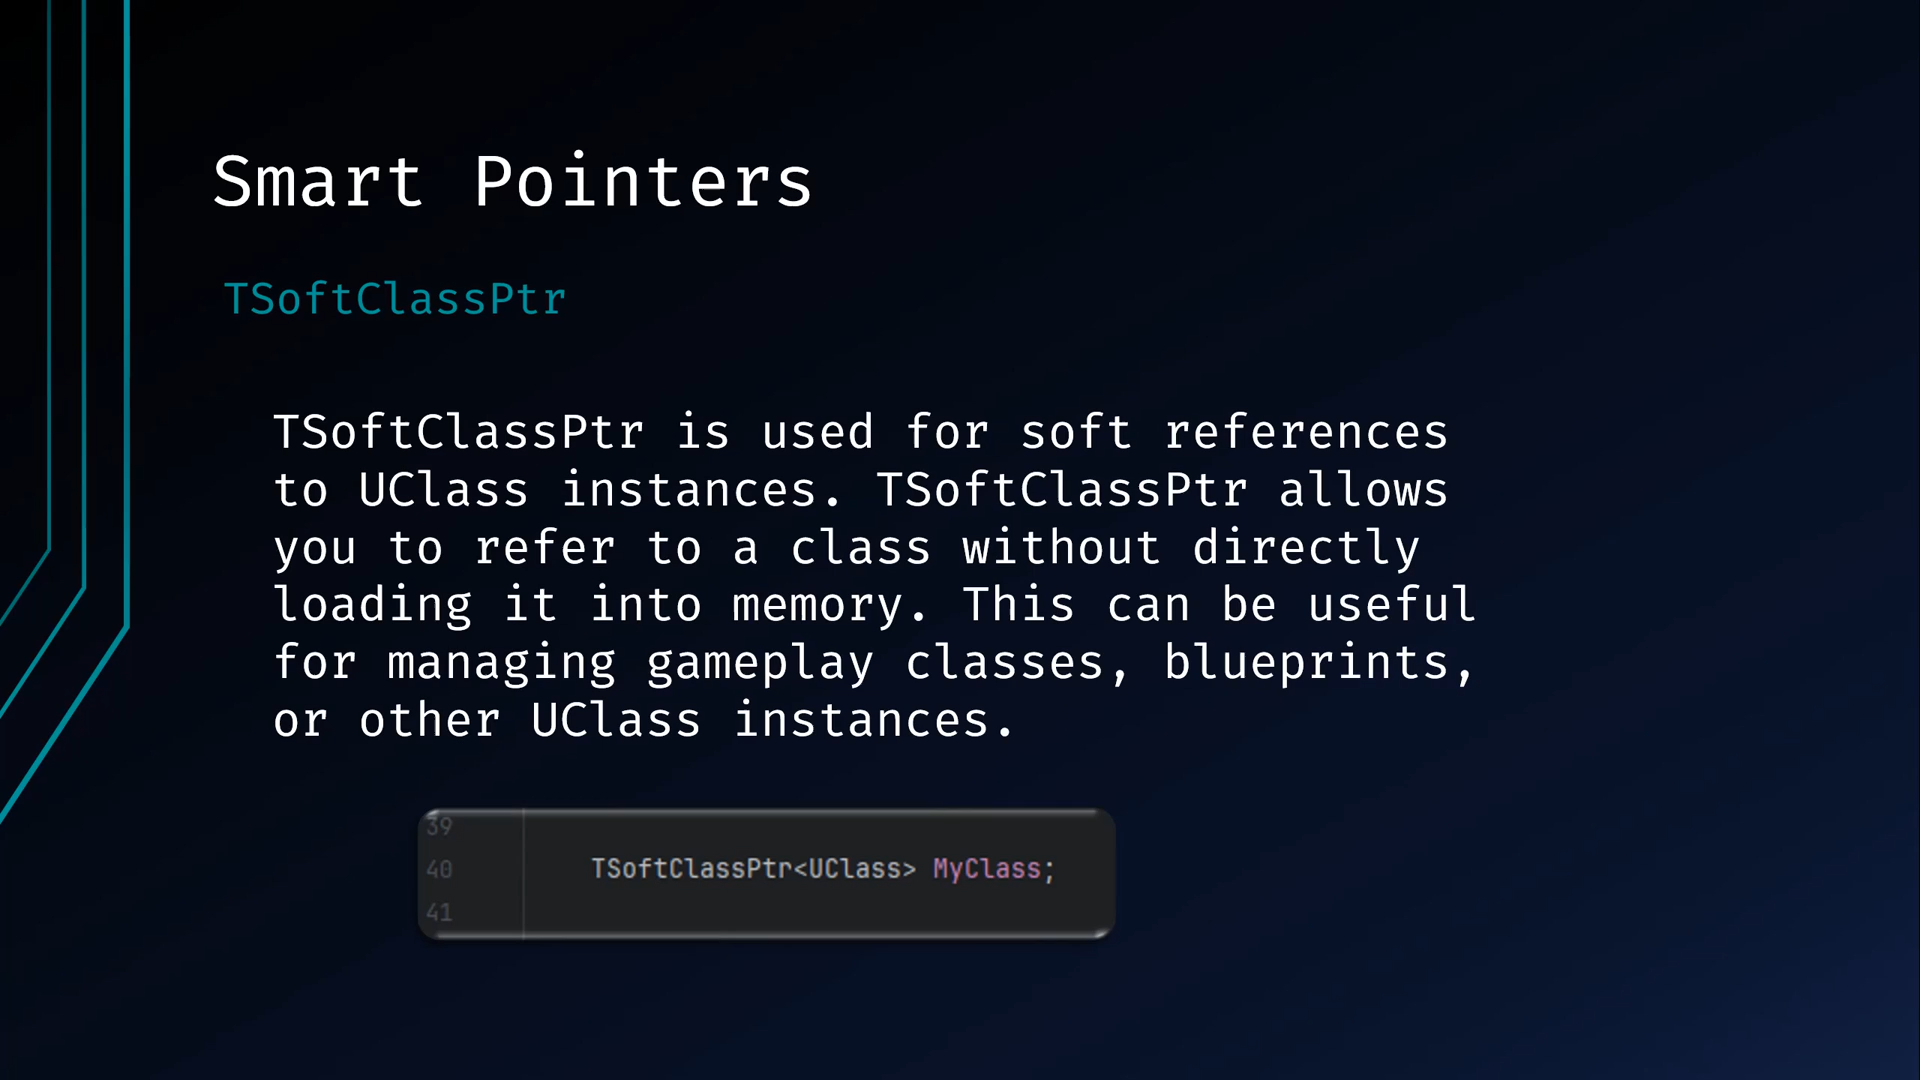 Smart Pointers
TSoftClassPtr
TSoftClassPtr is used for soft references
to UClass instances. TSoftClassPtr allows
you to refer to a class without directly
loading it into memory. This can be useful
for managing gameplay classes, blueprints,
or other UClass instances.
39
40 TSoftClassPtr<UClass> MyClass;
41